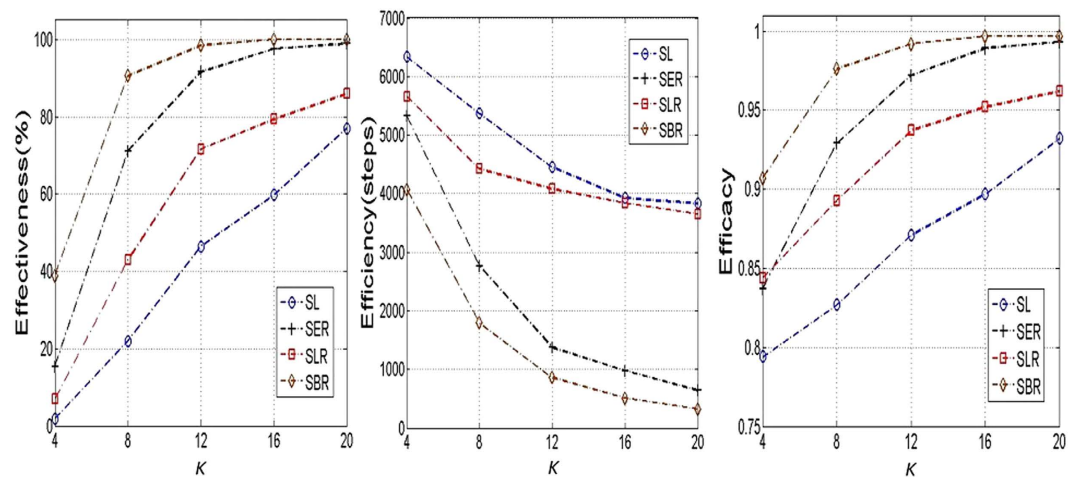 Effectiveness(%)
100
80
60
40
20
0
4
8
12
16
20
K
SL
SER
SLR
SBR
Efficiency(steps)
7000
6000
5000
4000
3000
2000
1000
0
4
8
12
16
20
K
SL
SER
SLR
SBR
Efficacy
1
0.95
0.9
0.85
0.8
0.75
4
8
12
16
20
K
SL
SER
SLR
SBR